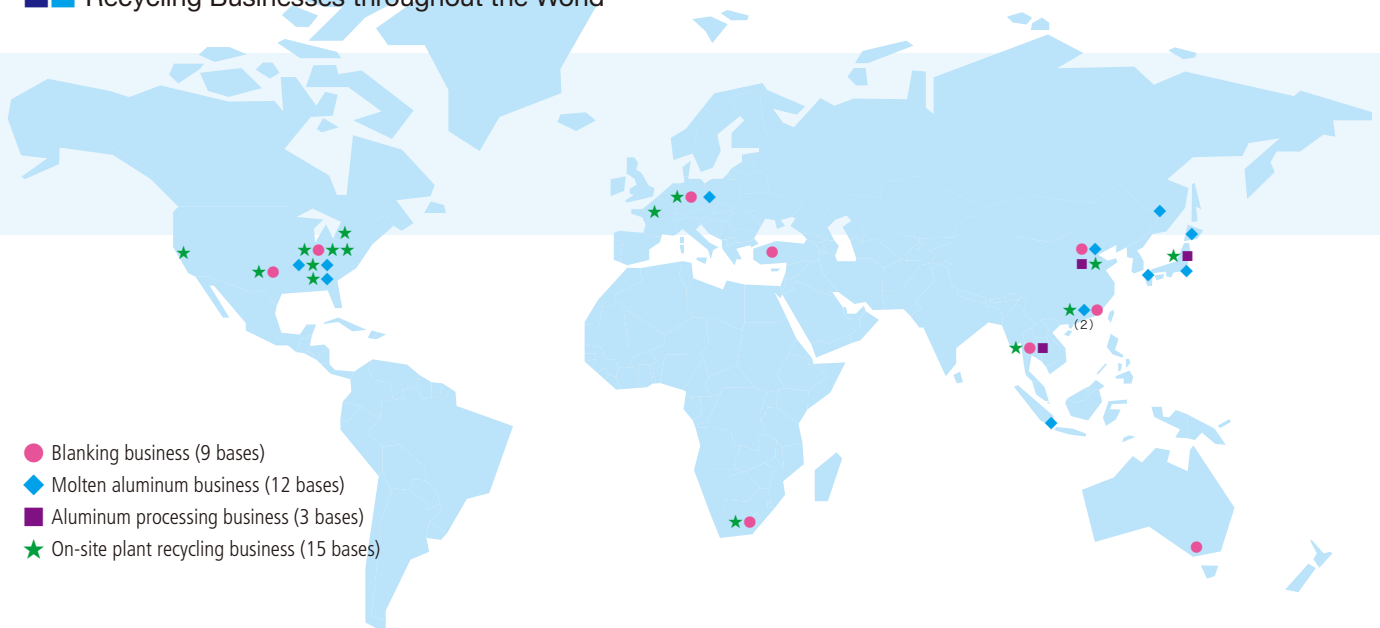 Recycling Businesses throughout the World
(2)
Blanking business (9 bases)
Molten aluminum business (12 bases)
Aluminum processing business (3 bases)
On-site plant recycling business (15 bases)